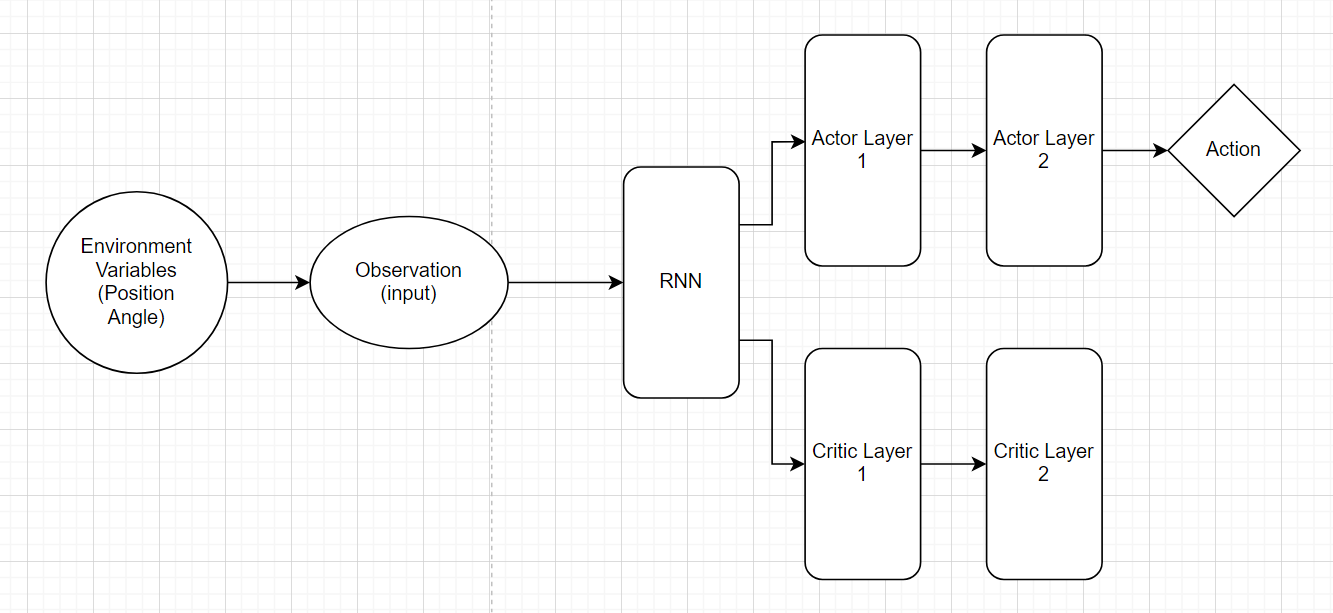 Environment
Variables
(Position
Angle)
Observation
(input)
RNN
Actor Layer
1
Actor Layer
2
Action
Critic Layer
1
Critic Layer
2